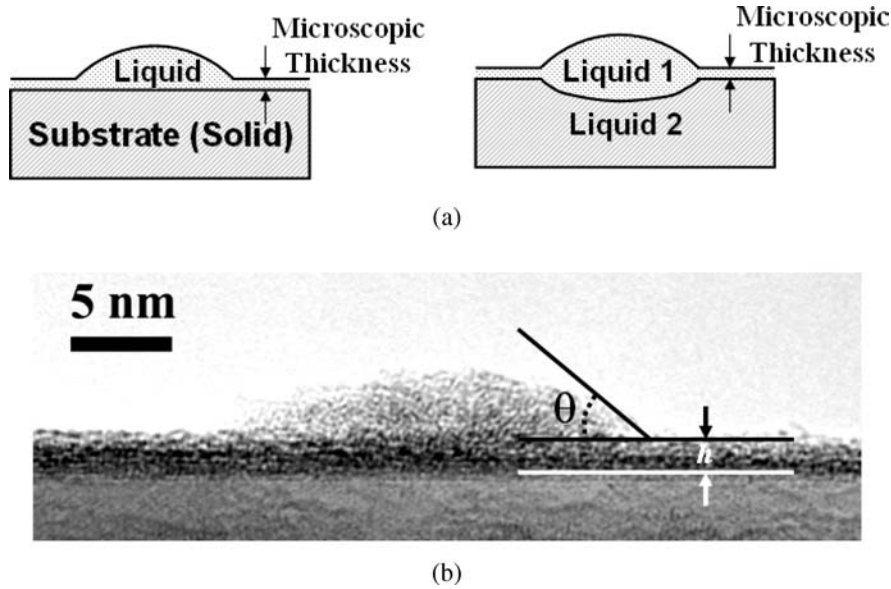 Microscopic
Thickness
Liquid
Substrate (Solid)
Microscopic
Thickness
Liquid 1
Liquid 2
(a)
5 nm
θ
h
(b)